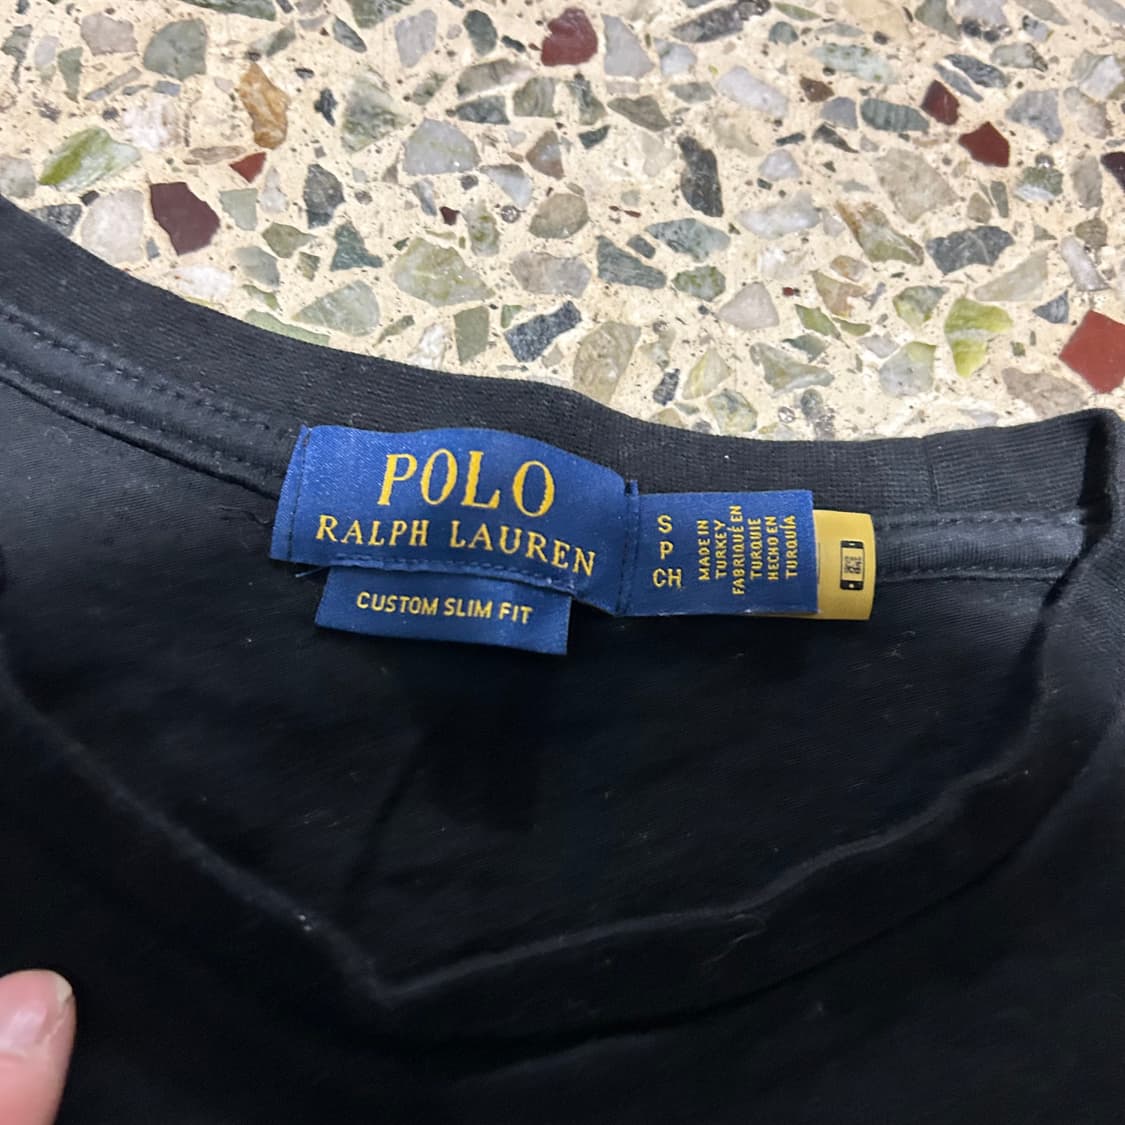 POLO
RALPH LAUREN
CUSTOM SLIM FIT
S
P
CH
MADE IN
TURKEY
FABRIQUÉ EN
TURQUIE
HECHO EN
TURQUÍA